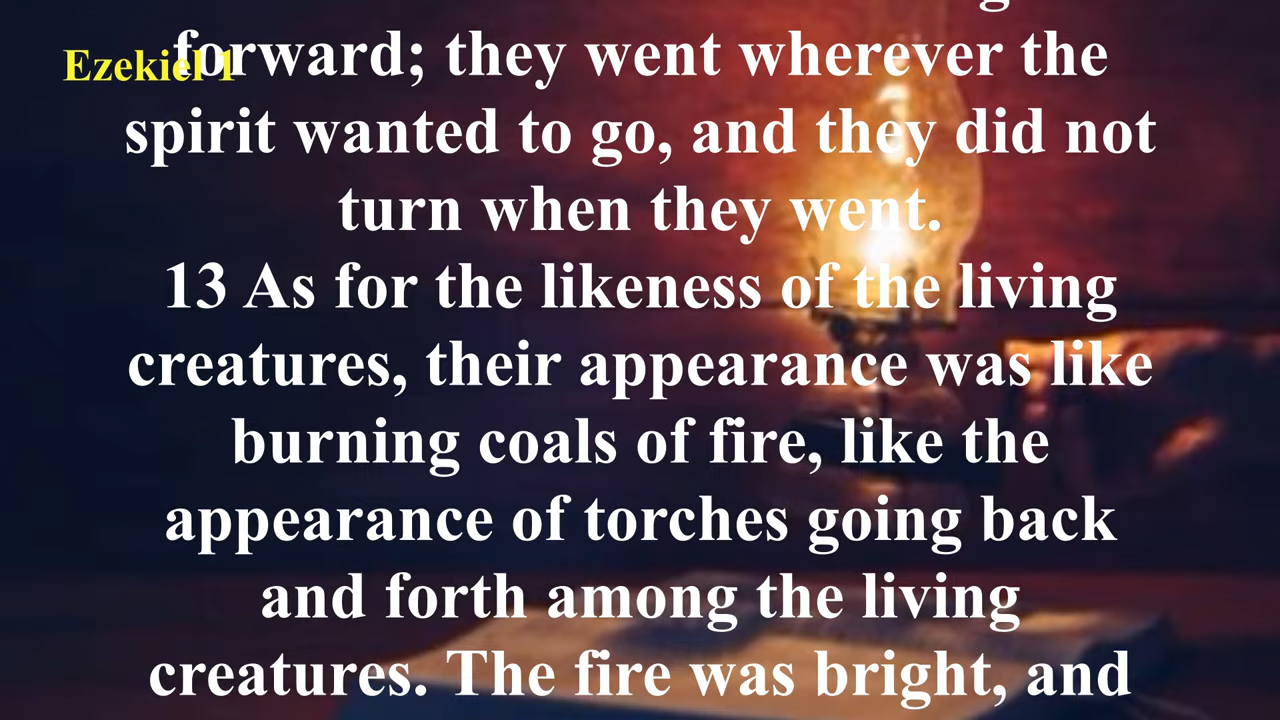 Ezekiel 1
forward; they went wherever the
spirit wanted to go, and they did not
turn when they went.
13 As for the likeness of the living
creatures, their appearance was like
burning coals of fire, like the
appearance of torches going back
and forth among the living
creatures. The fire was bright, and